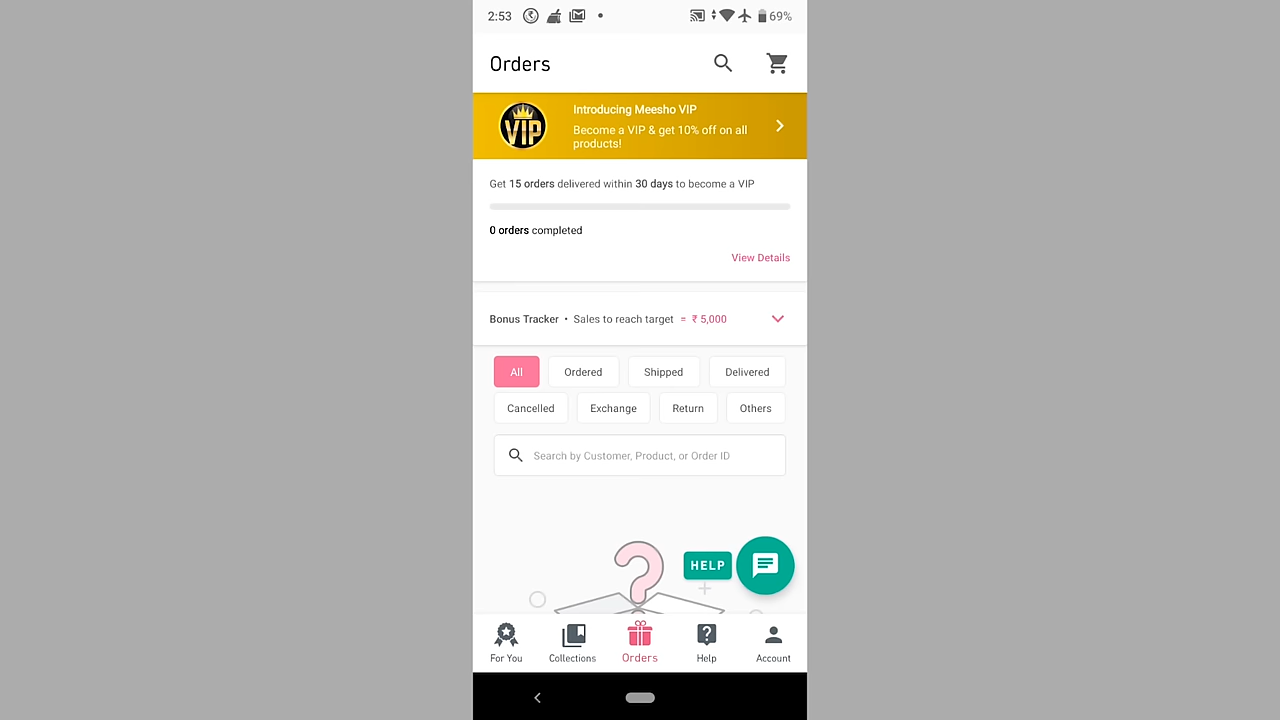 2:53
69%
Orders
VIP
Introducing Meesho VIP
Become a VIP & get 10% off on all
products!
Get 15 orders delivered within 30 days to become a VIP
0 orders completed
View Details
Bonus Tracker • Sales to reach target = ₹ 5,000
All Ordered Shipped Delivered
Cancelled Exchange Return Others
Search by Customer, Product, or Order ID
HELP
For You Collections Orders Help Account